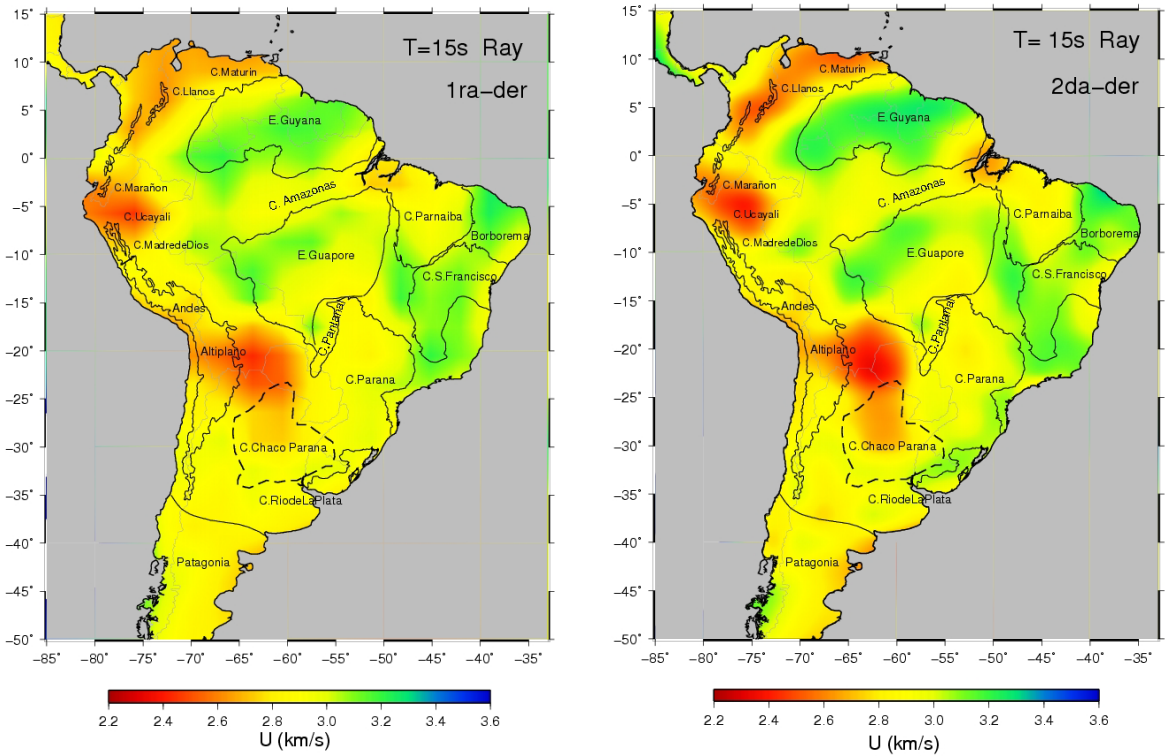 T=15s Ray
1ra-der
C.Maturin
C.Llanos
E.Guyana
C.Marañon
C.Ucayali
C. Amazonas
C.Parnaiba
Borborema
C.MadredeDios
E.Guapore
C.S.Francisco
Andes
C.Pantanal
Altiplano
C.Parana
C.Chaco Parana
C.RiodeLaPlata
Patagonia
15°
10°
5°
0°
−5°
−10°
−15°
−20°
−25°
−30°
−35°
−40°
−45°
−50°
−85° −80° −75° −70° −65° −60° −55° −50° −45° −40° −35°
2.2 2.4 2.6 2.8 3.0 3.2 3.4 3.6
U (km/s)
T= 15s Ray
2da-der
C.Maturin
C.Llanos
E.Guyana
C.Marañon
C.Ucayali
C. Amazonas
C.Parnaiba
Borborema
C.MadredeDios
E.Guapore
C.S.Francisco
Andes
C.Pantanal
Altiplano
C.Parana
C.Chaco Parana
C.RiodeLaPlata
Patagonia
15°
10°
5°
0°
−5°
−10°
−15°
−20°
−25°
−30°
−35°
−40°
−45°
−50°
−85° −80° −75° −70° −65° −60° −55° −50° −45° −40° −35°
2.2 2.4 2.6 2.8 3.0 3.2 3.4 3.6
U (km/s)